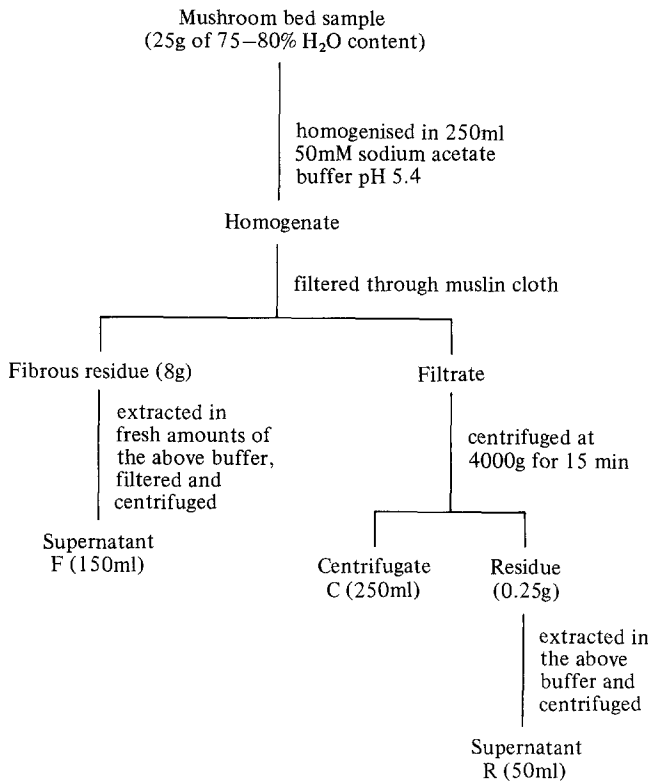 Mushroom bed sample
(25g of 75–80% H₂O content)
homogenised in 250ml
50mM sodium acetate
buffer pH 5.4
Homogenate
filtered through muslin cloth
Fibrous residue (8g)
extracted in
fresh amounts of
the above buffer,
filtered and
centrifuged
Supernatant
F (150ml)
Filtrate
centrifuged at
4000g for 15 min
Centrifugate
C (250ml)
Residue
(0.25g)
extracted in
the above
buffer and
centrifuged
Supernatant
R (50ml)